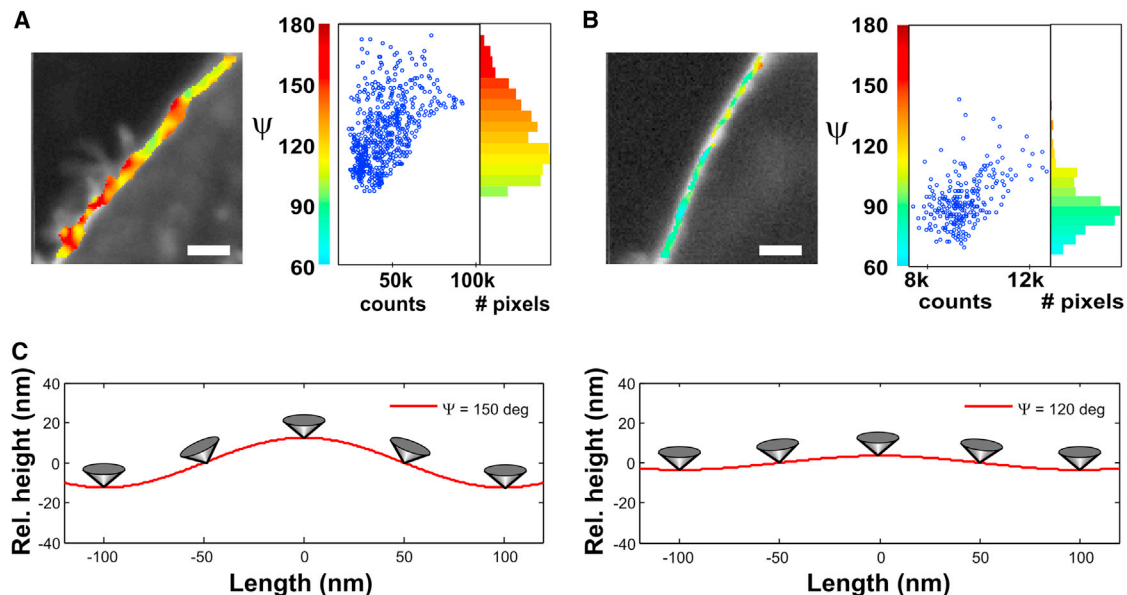 A
180
150
Ψ
120
90
60
50k
100k
counts
# pixels
B
180
150
Ψ
120
90
60
8k
12k
counts
# pixels
C
Rel. height (nm)
40
20
0
-20
-40
Ψ = 150 deg
-100
-50
0
50
100
Length (nm)
Rel. height (nm)
40
20
0
-20
-40
Ψ = 120 deg
-100
-50
0
50
100
Length (nm)